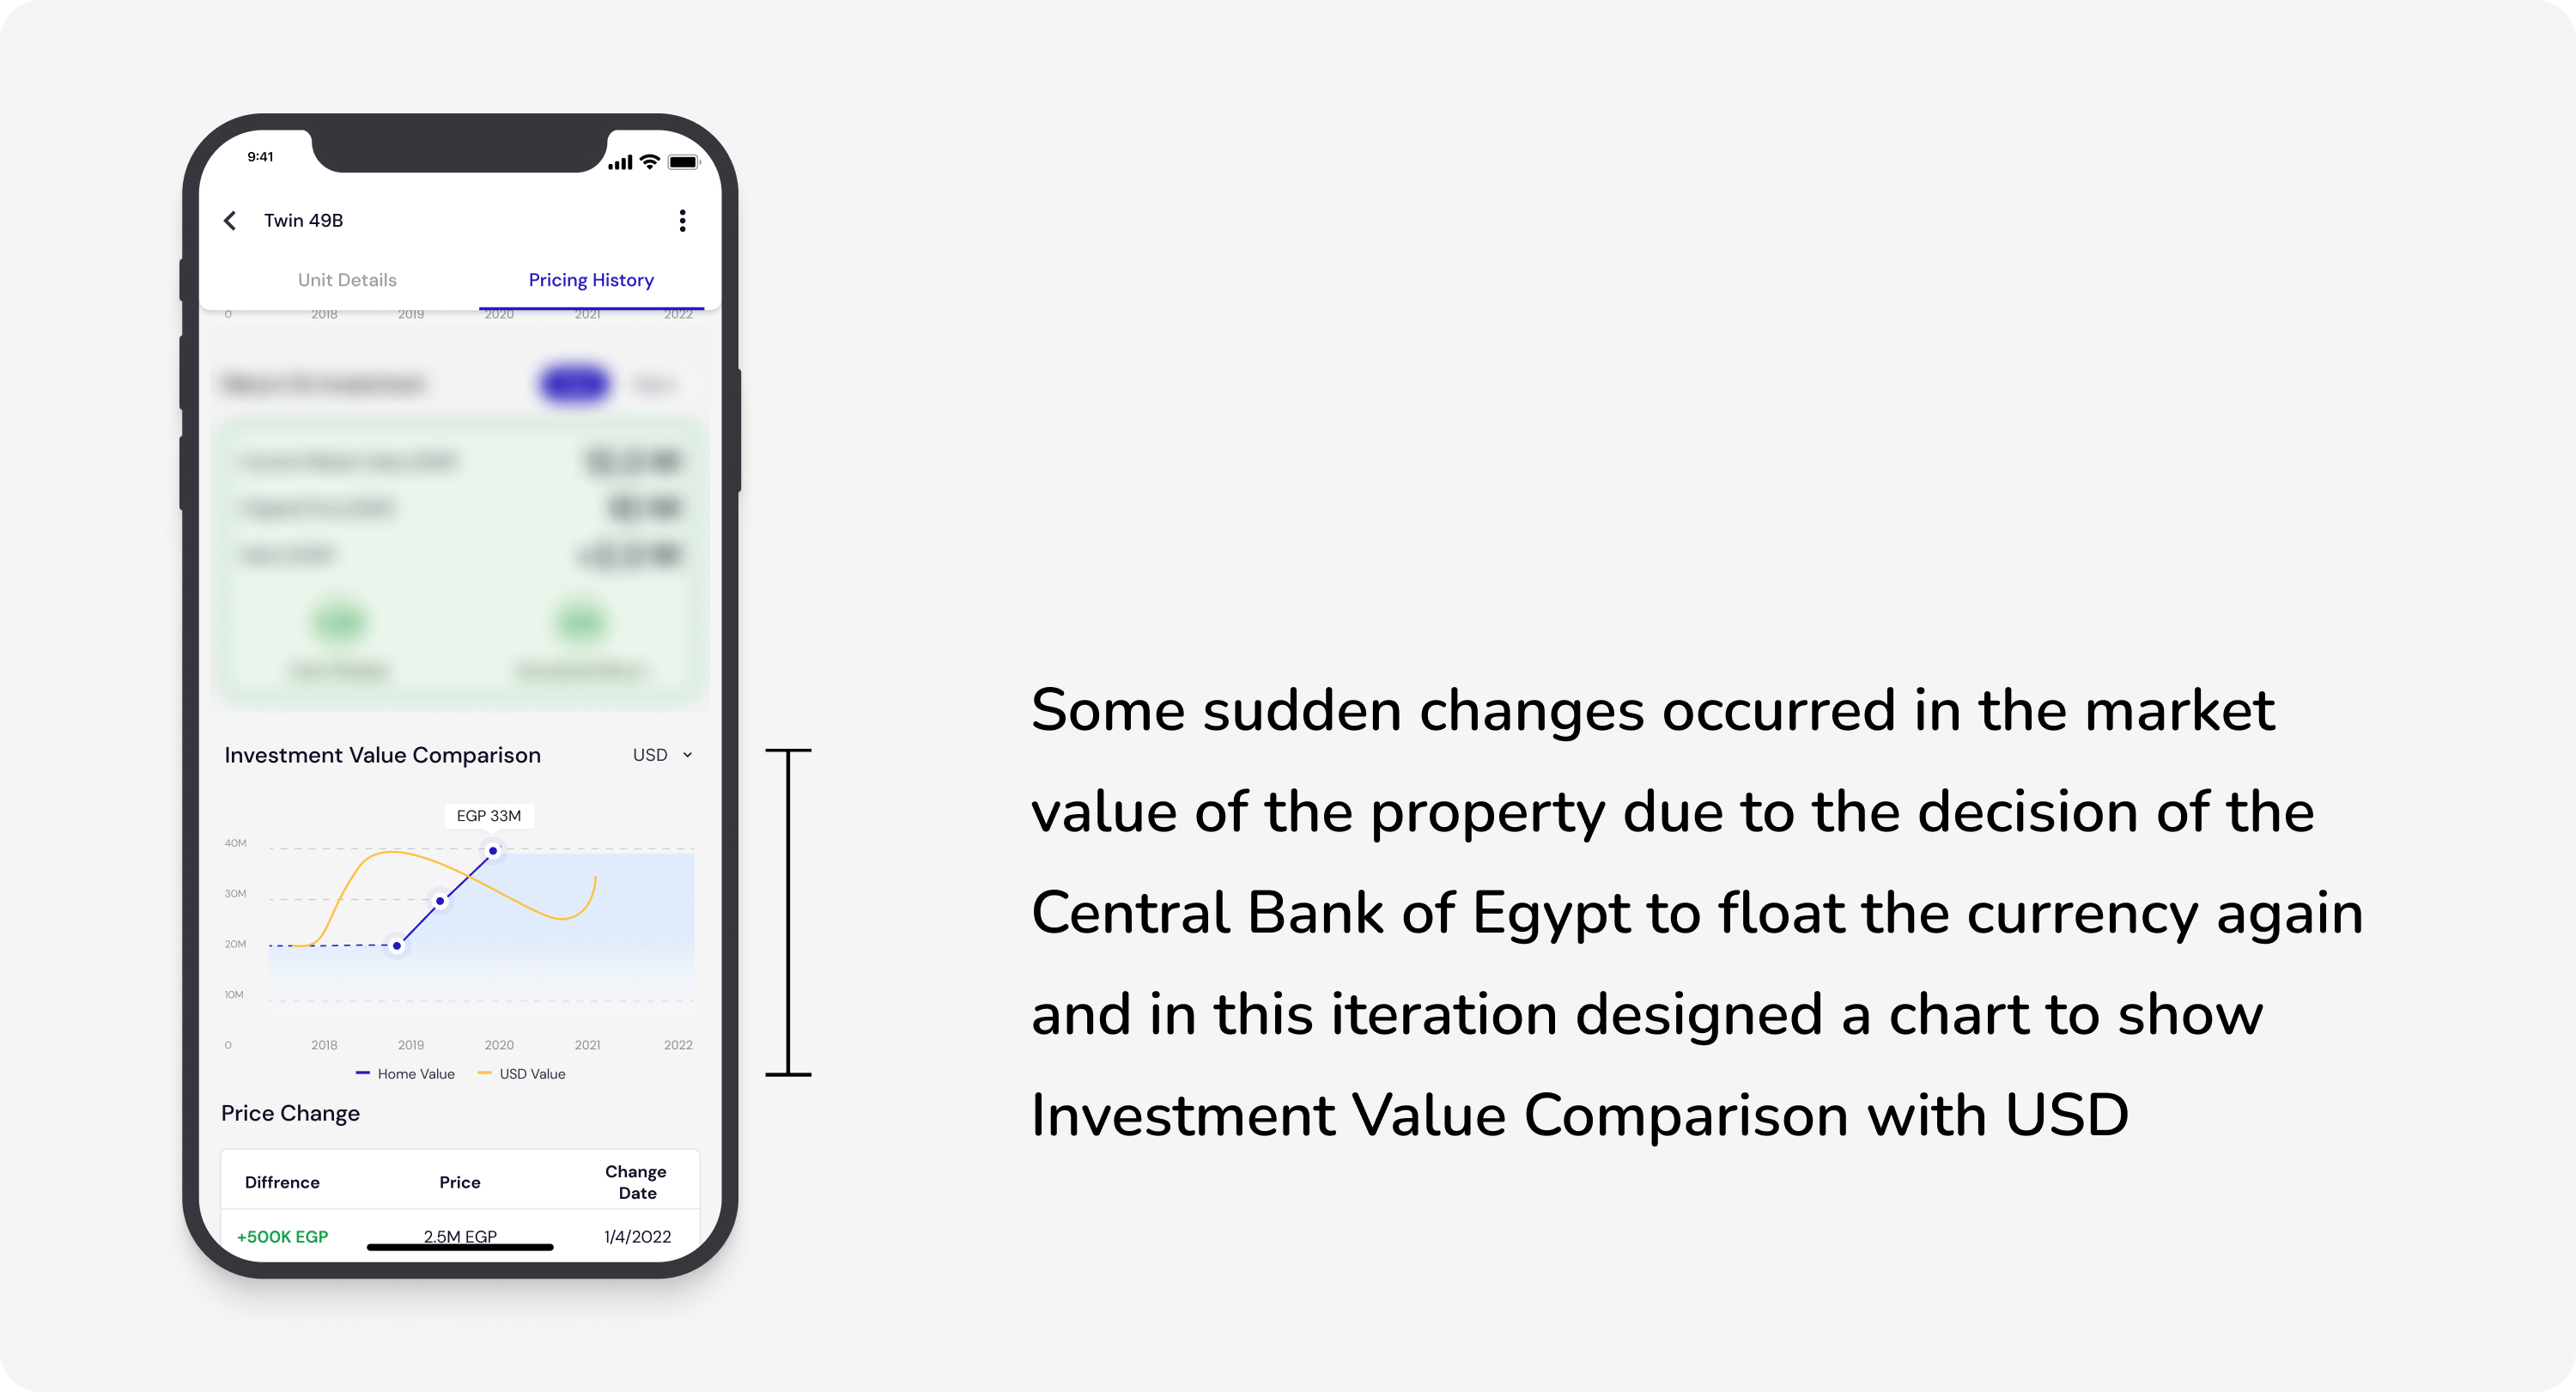 9:41
Twin 49B
Unit Details Pricing History
0 2018 2019 2020 2021 2022
Investment Value Comparison USD
EGP 33M
40M
30M
20M
10M
0 2018 2019 2020 2021 2022
Home Value USD Value
Price Change
Diffrence Price Change Date
+500K EGP 2.5M EGP 1/4/2022
Some sudden changes occurred in the market
value of the property due to the decision of the
Central Bank of Egypt to float the currency again
and in this iteration designed a chart to show
Investment Value Comparison with USD